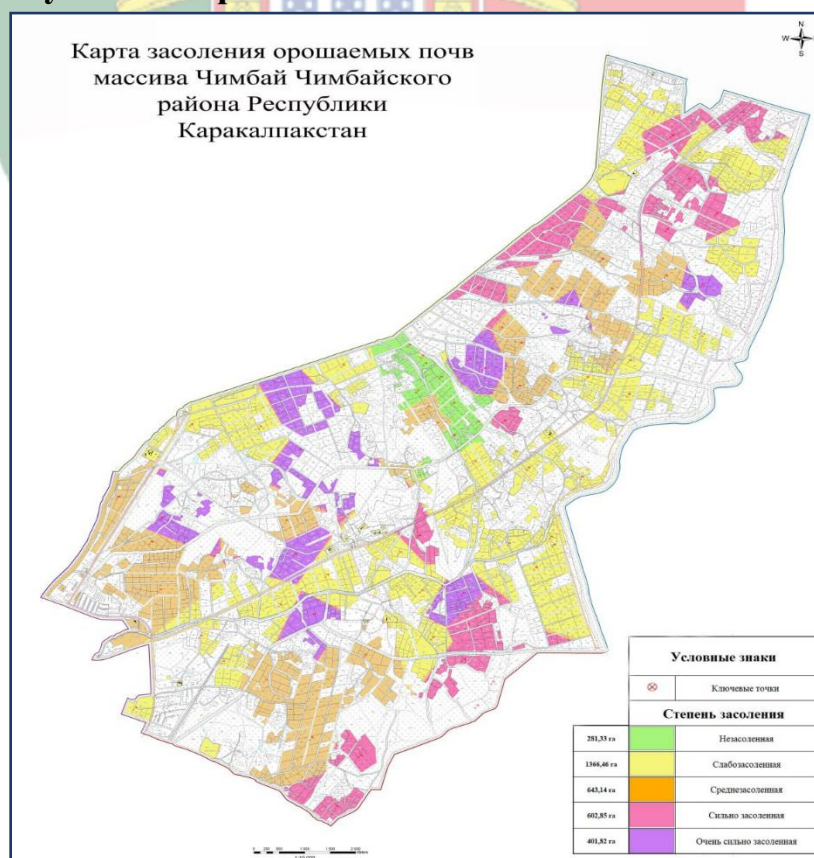 Карта засоления орошаемых почв
массива Чимбай Чимбайского
района Республики
Каракалпакстан
N
W
S
Условные знаки
Ключевые точки
Степень засоления
281,33 га Незасоленная
1366,46 га Слабозасоленная
643,14 га Среднезасоленная
602,85 га Сильно засоленная
401,82 га Очень сильно засоленная